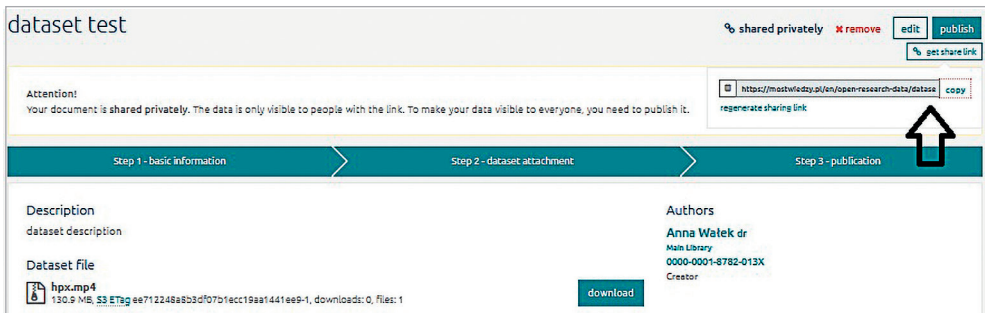 dataset test
shared privately remove edit publish
get share link
Attention!
Your document is shared privately. The data is only visible to people with the link. To make your data visible to everyone, you need to publish it.
https://mostwiedzy.pl/en/open-research-data/datase copy
regenerate sharing link
Step 1 - basic information
Step 2 - dataset attachment
Step 3 - publication
Description
dataset description
Dataset file
hpx.mp4
130.9 MB, S3 ETag ee712248a8b3df07b1ecc19aa1441ee9-1, downloads: 0, files: 1
download
Authors
Anna Wałek dr
Main Library
0000-0001-8782-013X
Creator